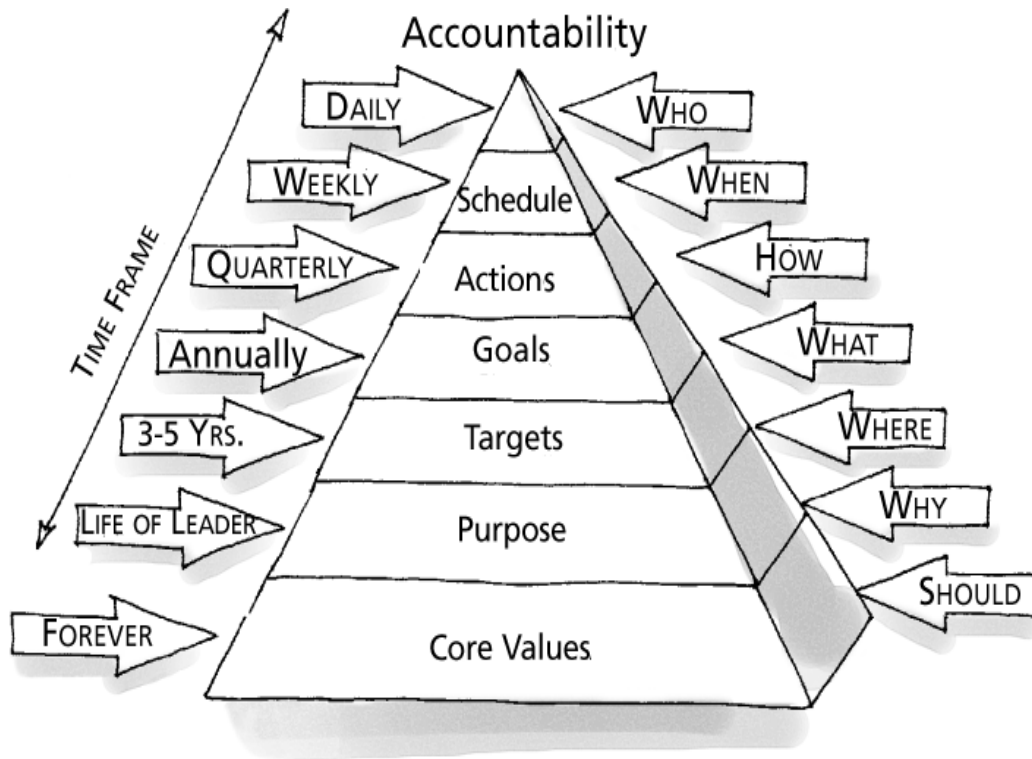 Accountability
DAILY
WHO
WEEKLY
Schedule
WHEN
QUARTERLY
Actions
HOW
Annually
Goals
WHAT
3-5 YRS.
Targets
WHERE
LIFE OF LEADER
Purpose
WHY
FOREVER
Core Values
SHOULD
TIME FRAME